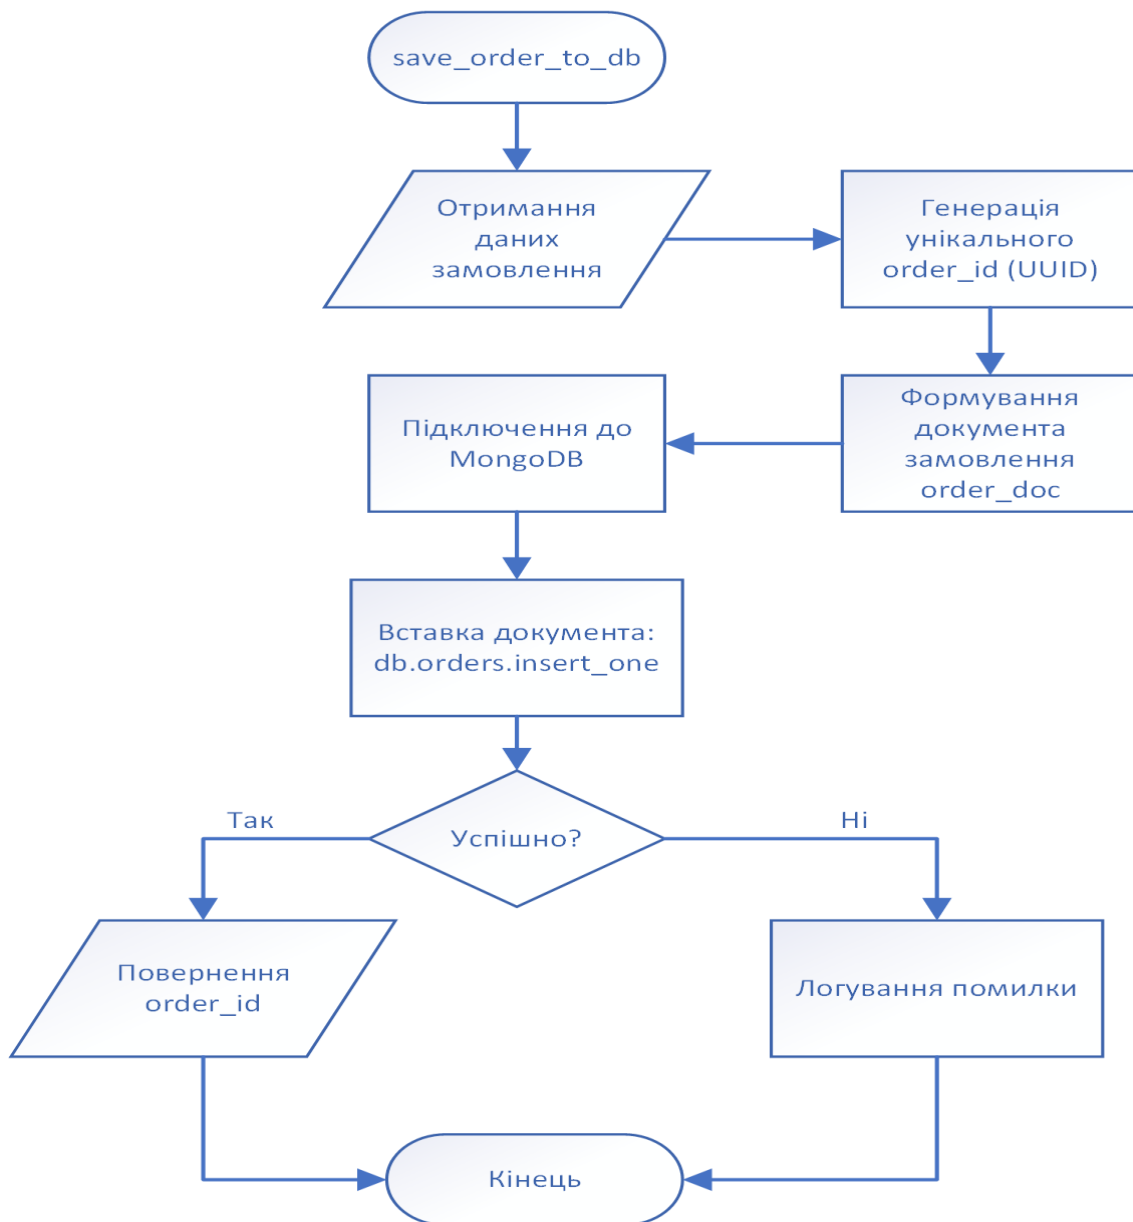 save_order_to_db
Отримання
даних
замовлення
Генерація
унікального
order_id (UUID)
Формування
документа
замовлення
order_doc
Підключення до
MongoDB
Вставка документа:
db.orders.insert_one
Успішно?
Так
Ні
Повернення
order_id
Логування помилки
Кінець